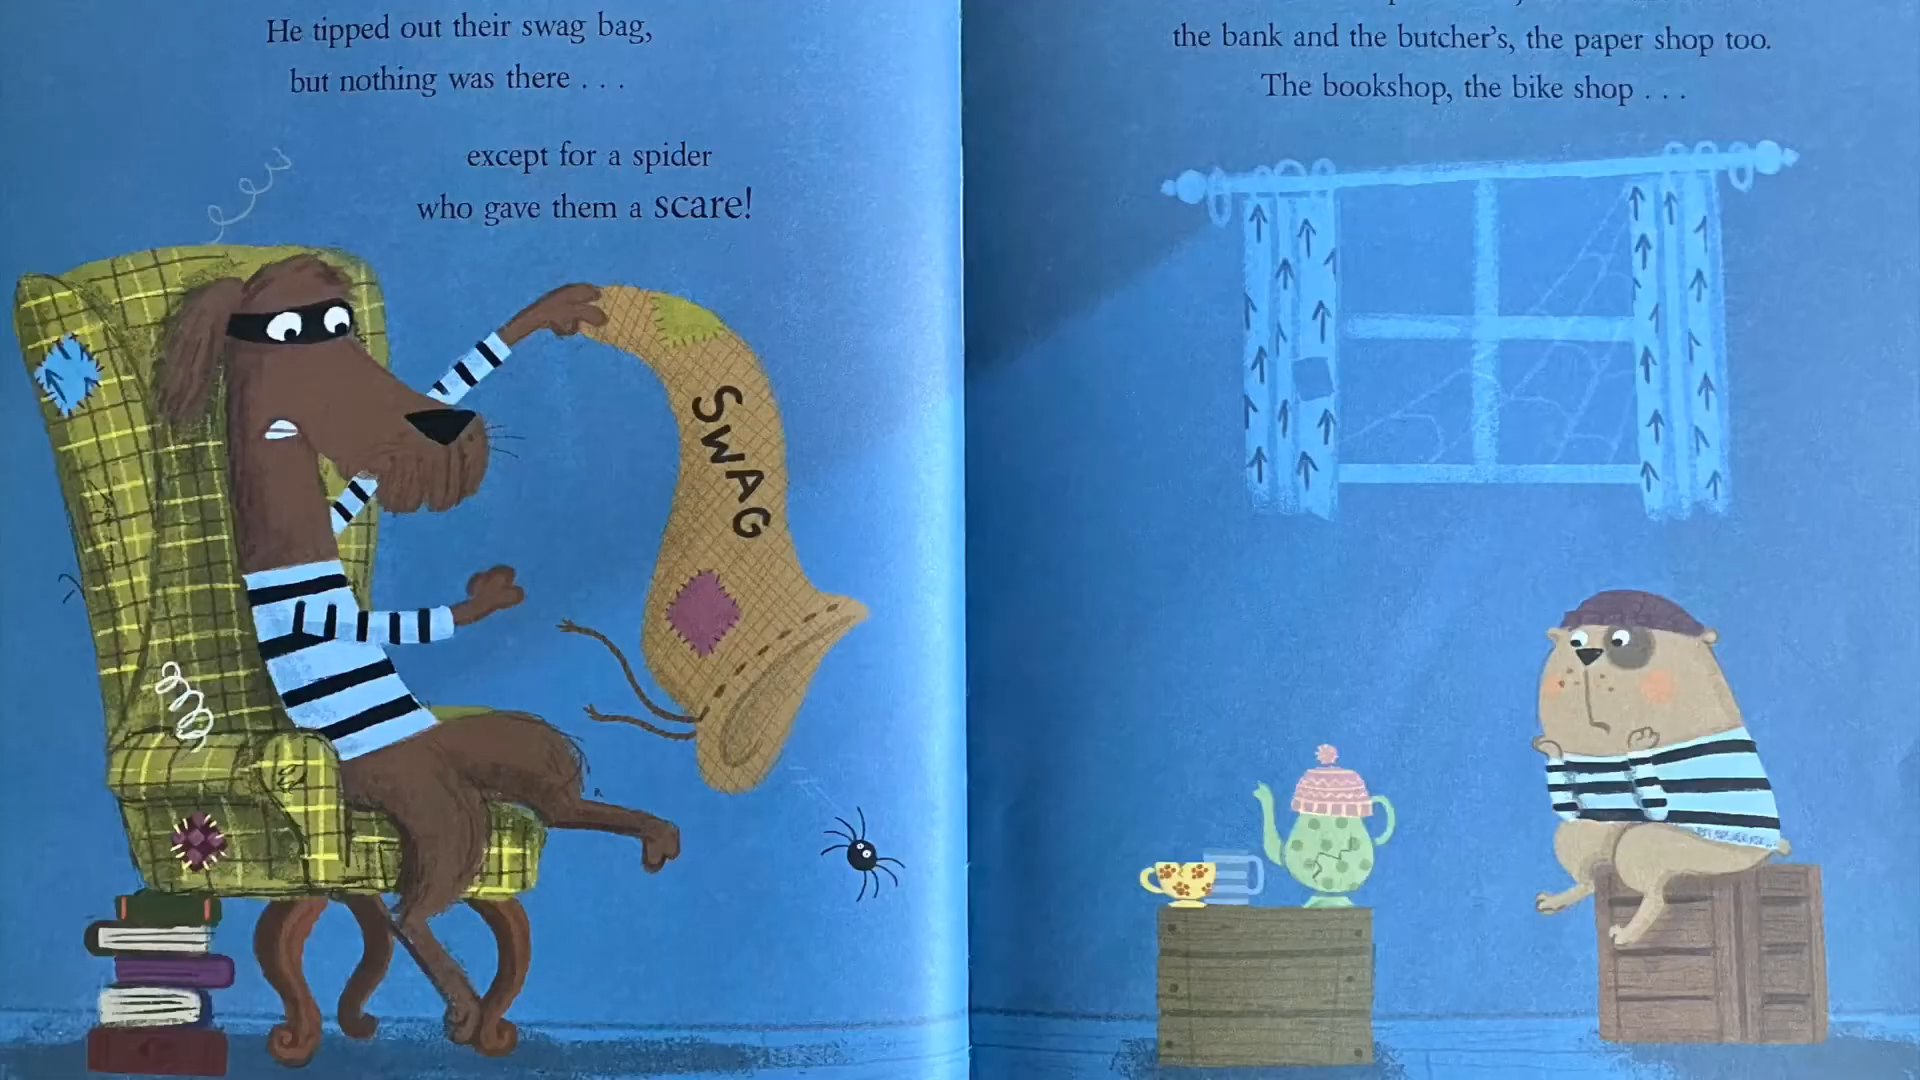 He tipped out their swag bag,
but nothing was there . . .
except for a spider
who gave them a scare!
SWAG
the bank and the butcher's, the paper shop too.
The bookshop, the bike shop . . .